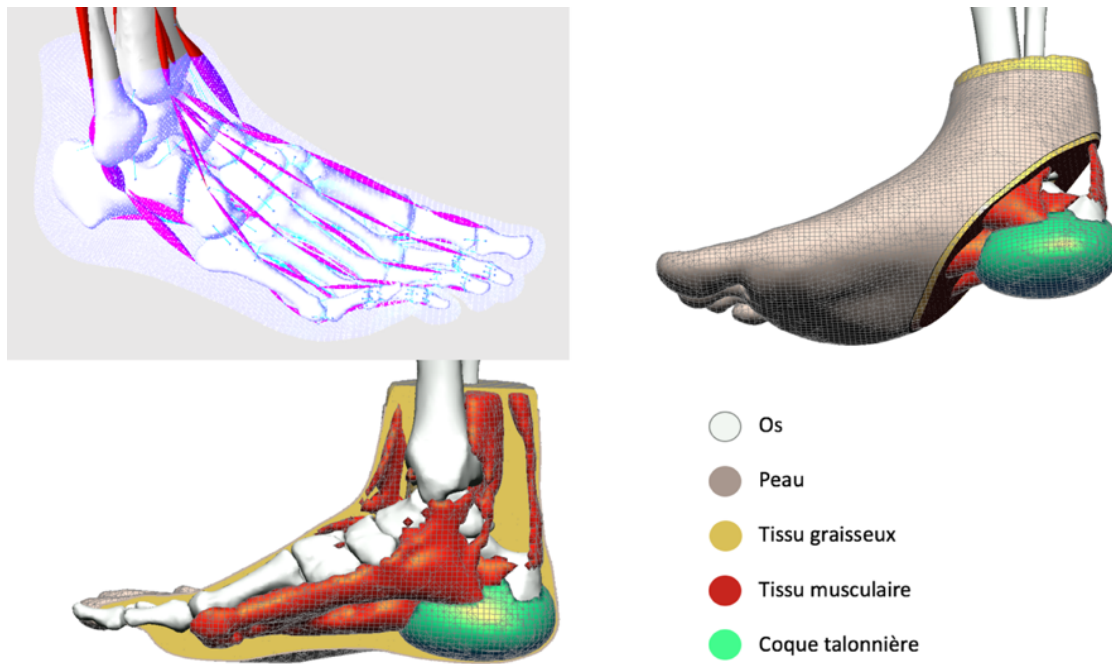 Os
Peau
Tissu graisseux
Tissu musculaire
Coque talonnière